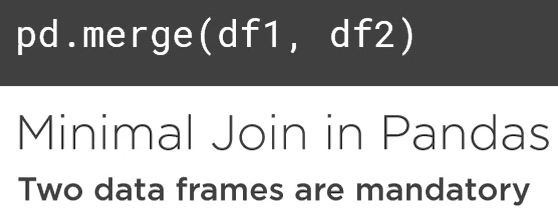 pd.merge(df1, df2)
Minimal Join in Pandas
Two data frames are mandatory